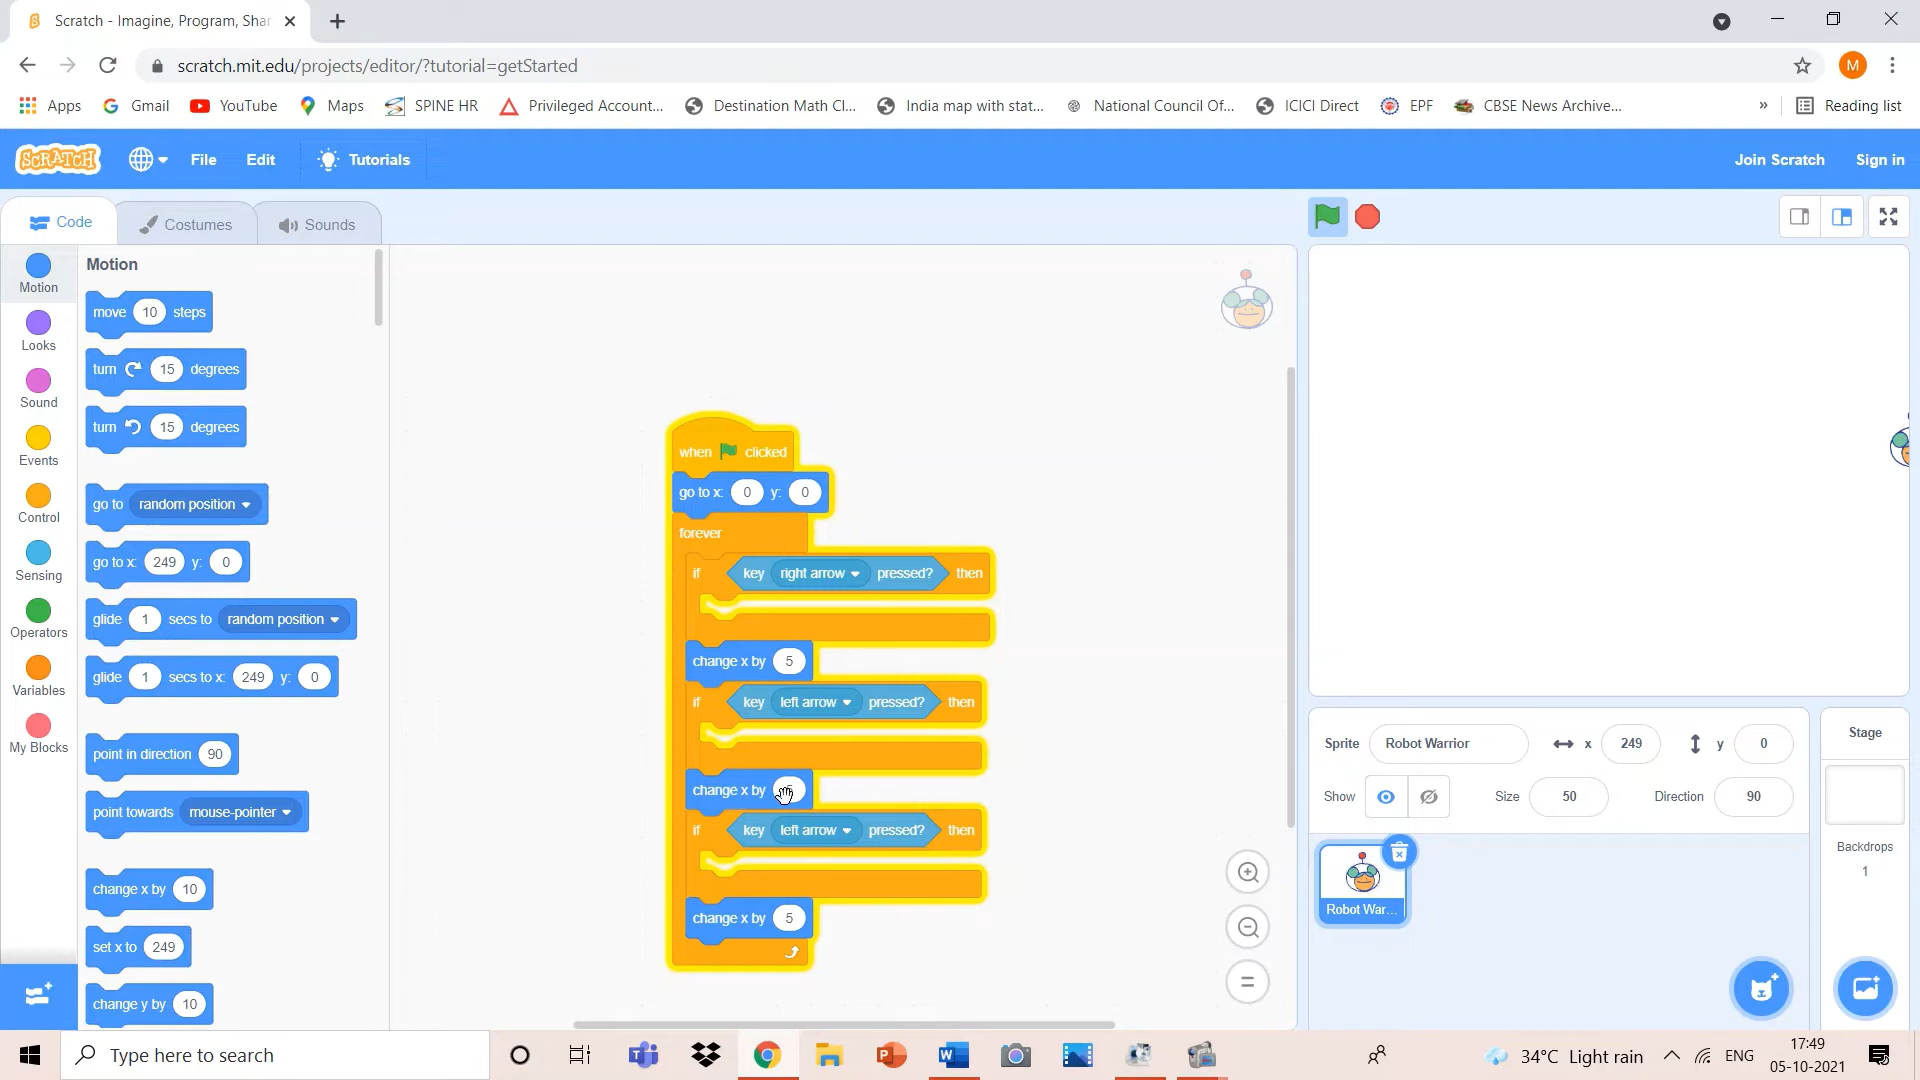 Scratch - Imagine, Program, Shar
scratch.mit.edu/projects/editor/?tutorial=getStarted
M
Apps Gmail YouTube Maps SPINE HR Privileged Account... Destination Math Cl... India map with stat... National Council Of... ICICI Direct EPF CBSE News Archive... » Reading list
SCRATCH File Edit Tutorials Join Scratch Sign in
Code Costumes Sounds
Motion
Looks
Sound
Events
Control
Sensing
Operators
Variables
My Blocks
Motion
move 10 steps
turn 15 degrees
turn 15 degrees
go to random position
go to x: 249 y: 0
glide 1 secs to random position
glide 1 secs to x: 249 y: 0
point in direction 90
point towards mouse-pointer
change x by 10
set x to 249
change y by 10
when clicked
go to x: 0 y: 0
forever
if key right arrow pressed? then
change x by 5
if key left arrow pressed? then
change x by
if key left arrow pressed? then
change x by 5
Sprite Robot Warrior x 249 y 0
Show Size 50 Direction 90
Robot War...
Stage
Backdrops
1
Type here to search
34°C Light rain ENG
17:49
05-10-2021